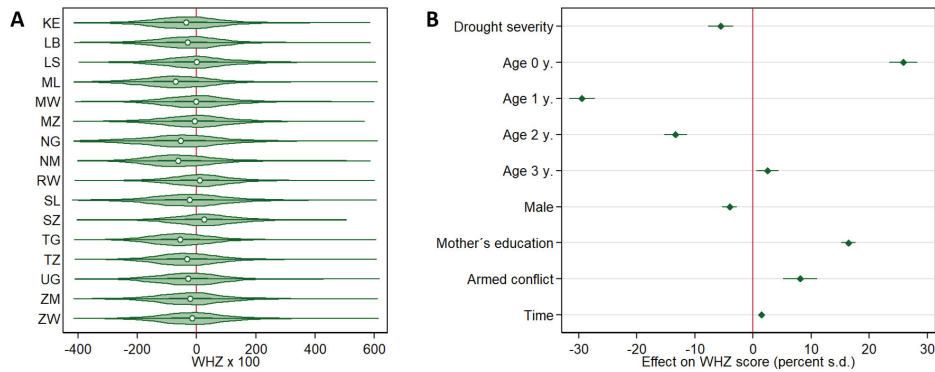 A
KE
LB
LS
ML
MW
MZ
NG
NM
RW
SL
SZ
TG
TZ
UG
ZM
ZW
-400 -200 0 200 400 600
WHZ x 100
B
Drought severity
Age 0 y.
Age 1 y.
Age 2 y.
Age 3 y.
Male
Mother´s education
Armed conflict
Time
-30 -20 -10 0 10 20 30
Effect on WHZ score (percent s.d.)